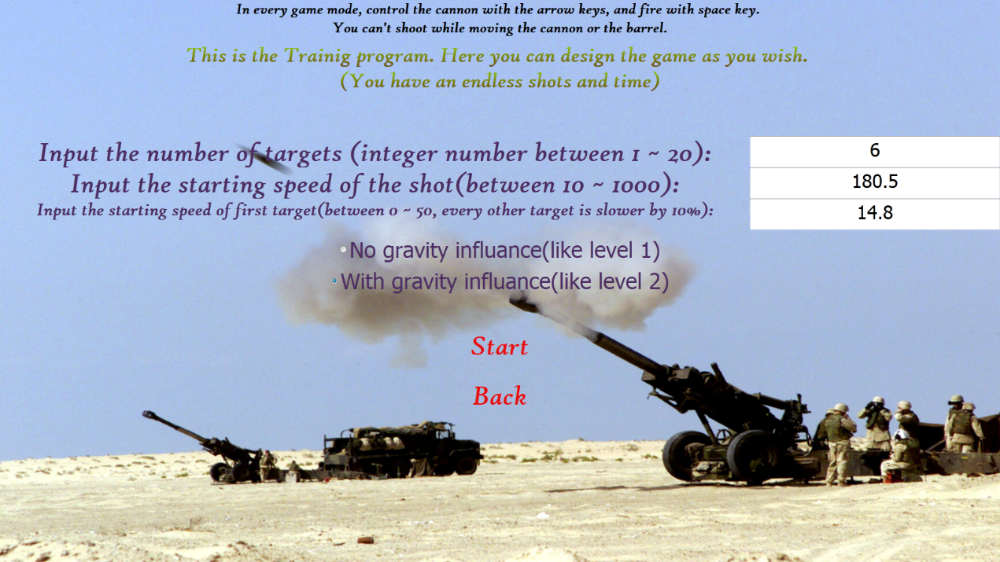 In every game mode, control the cannon with the arrow keys, and fire with space key.
You can't shoot while moving the cannon or the barrel.
This is the Trainig program. Here you can design the game as you wish.
(You have an endless shots and time)
Input the number of targets (integer number between 1 ~ 20):
6
Input the starting speed of the shot(between 10 ~ 1000):
180.5
Input the starting speed of first target(between 0 ~ 50, every other target is slower by 10%):
14.8
No gravity influance(like level 1)
With gravity influance(like level 2)
Start
Back